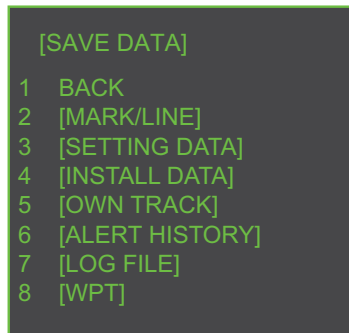 [SAVE DATA]
1 BACK
2 [MARK/LINE]
3 [SETTING DATA]
4 [INSTALL DATA]
5 [OWN TRACK]
6 [ALERT HISTORY]
7 [LOG FILE]
8 [WPT]